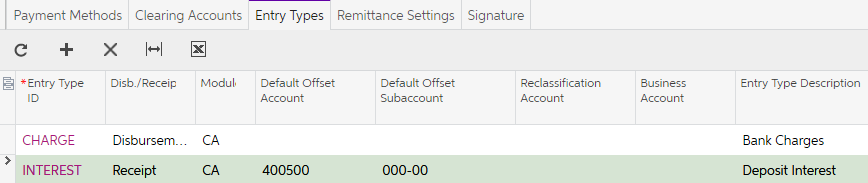 Payment Methods Clearing Accounts Entry Types Remittance Settings Signature
*Entry Type ID Disb./Receip Modul Default Offset Account Default Offset Subaccount Reclassification Account Business Account Entry Type Description
CHARGE Disbursem... CA Bank Charges
INTEREST Receipt CA 400500 000-00 Deposit Interest